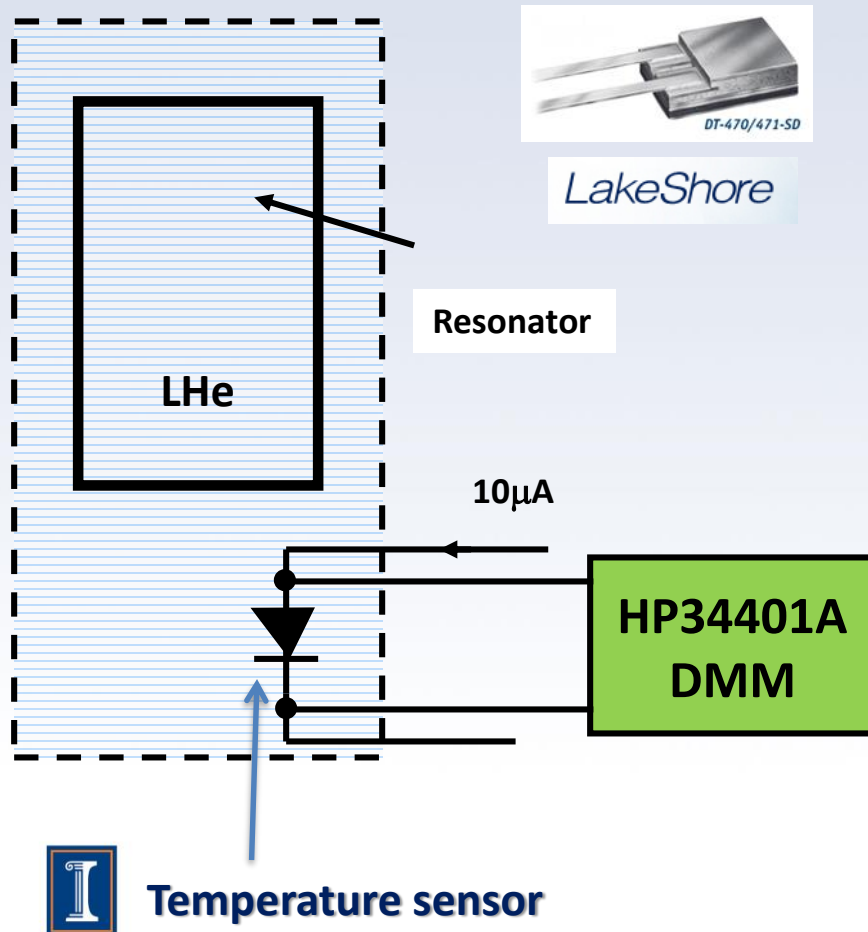 DT-470/471-SD
LakeShore
Resonator
LHe
10μA
HP34401A
DMM
Temperature sensor